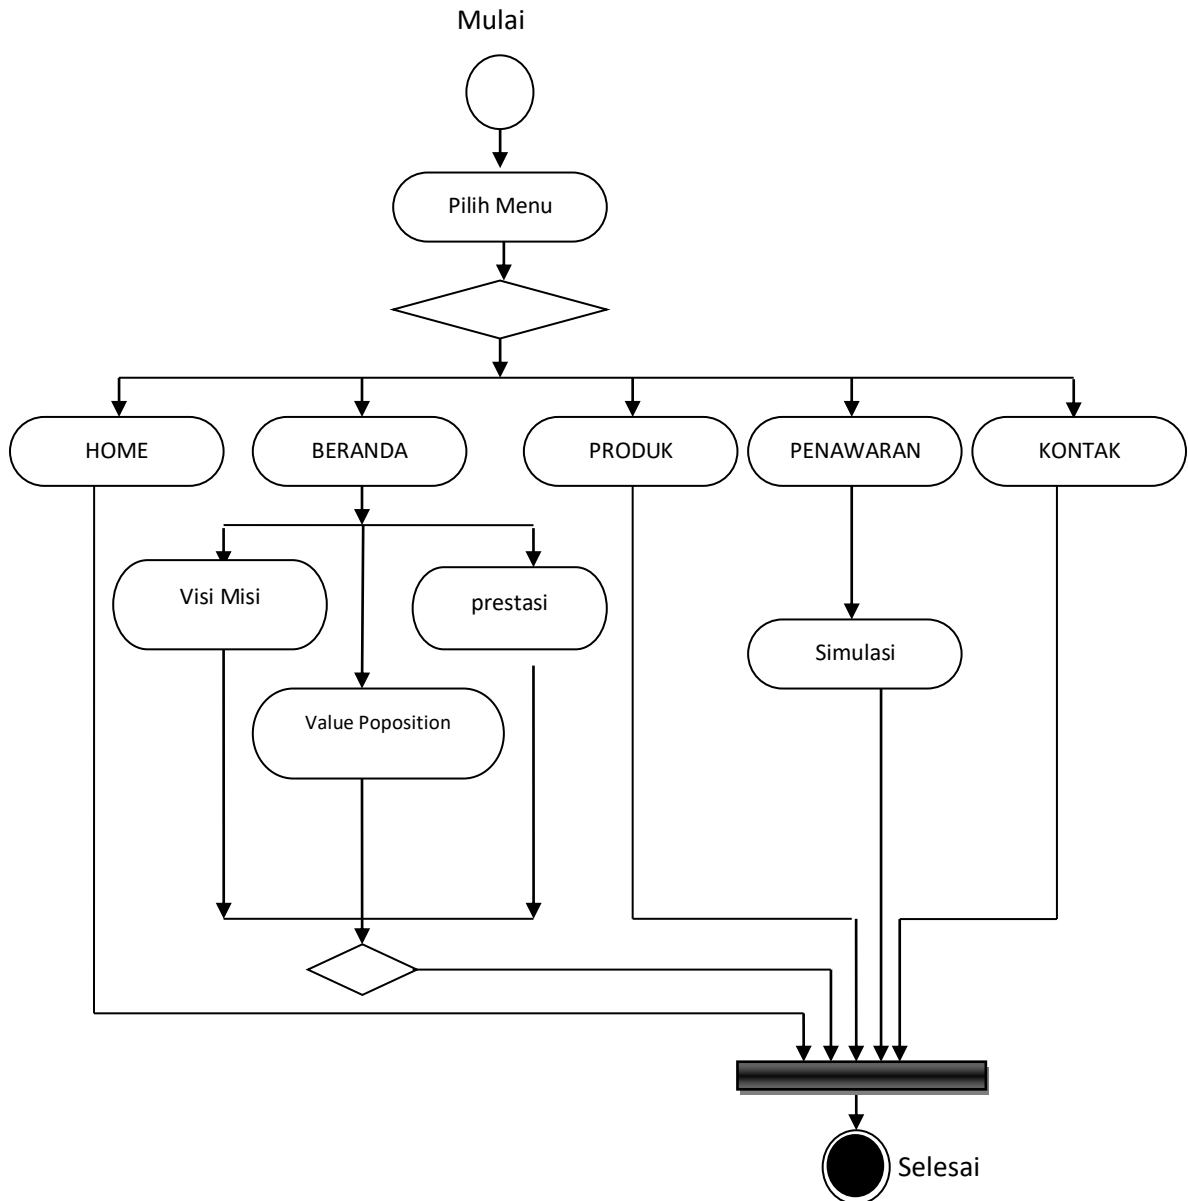 Mulai
Pilih Menu
HOME
BERANDA
PRODUK
PENAWARAN
KONTAK
Visi Misi
prestasi
Simulasi
Value Poposition
Selesai